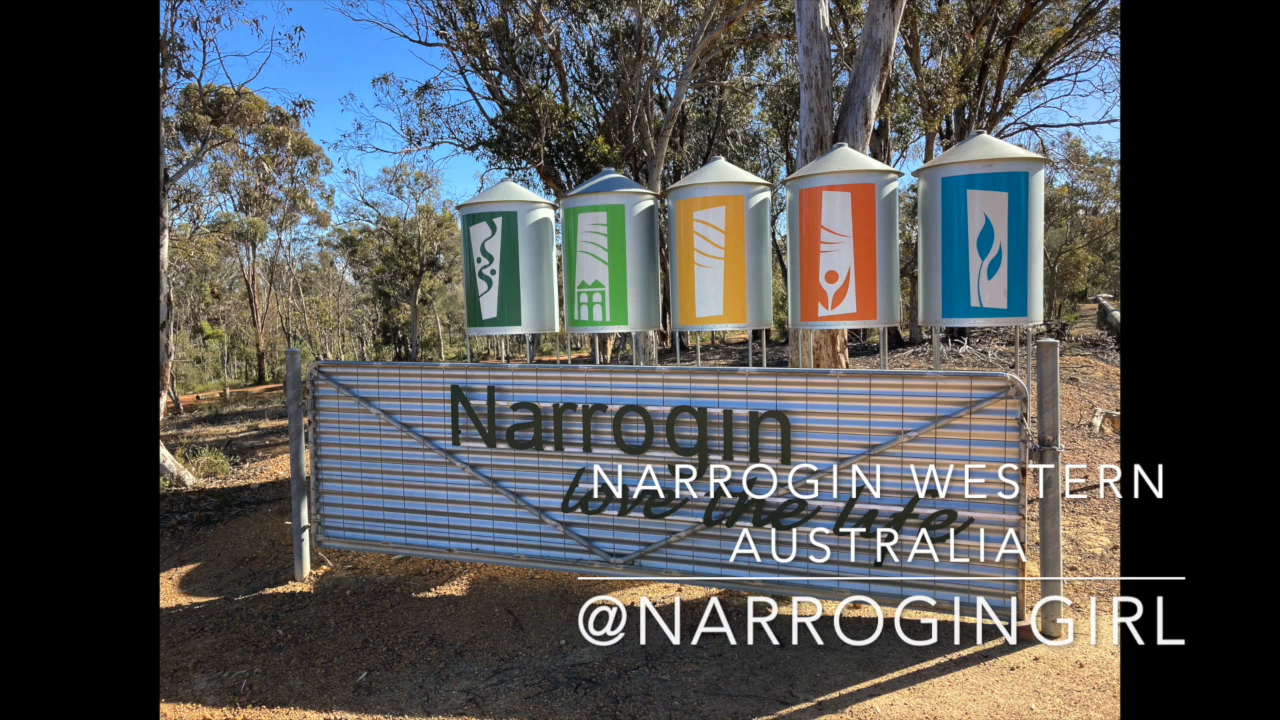 Narrogin
love the life
NARROGIN WESTERN
AUSTRALIA
@NARROGINGIRL